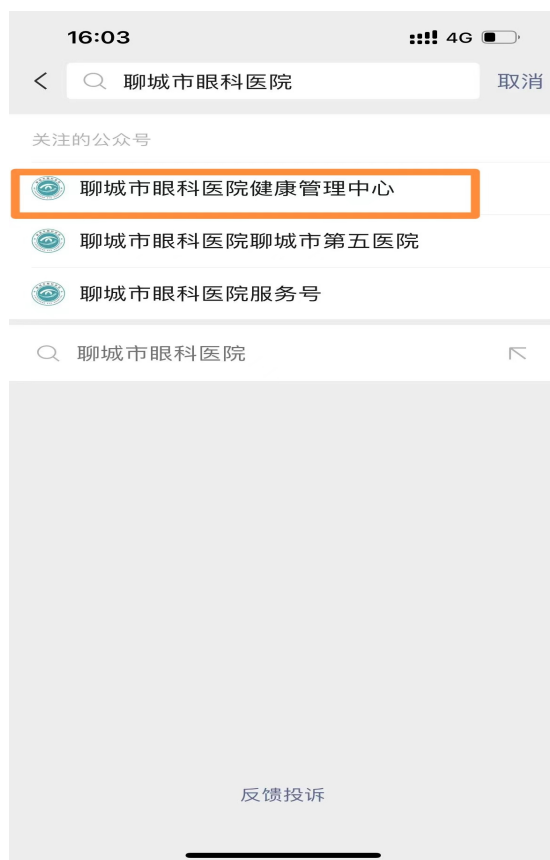 16:03 4G
聊城市眼科医院 取消
关注的公众号
聊城市眼科医院健康管理中心
聊城市眼科医院聊城市第五医院
聊城市眼科医院服务号
聊城市眼科医院
反馈投诉